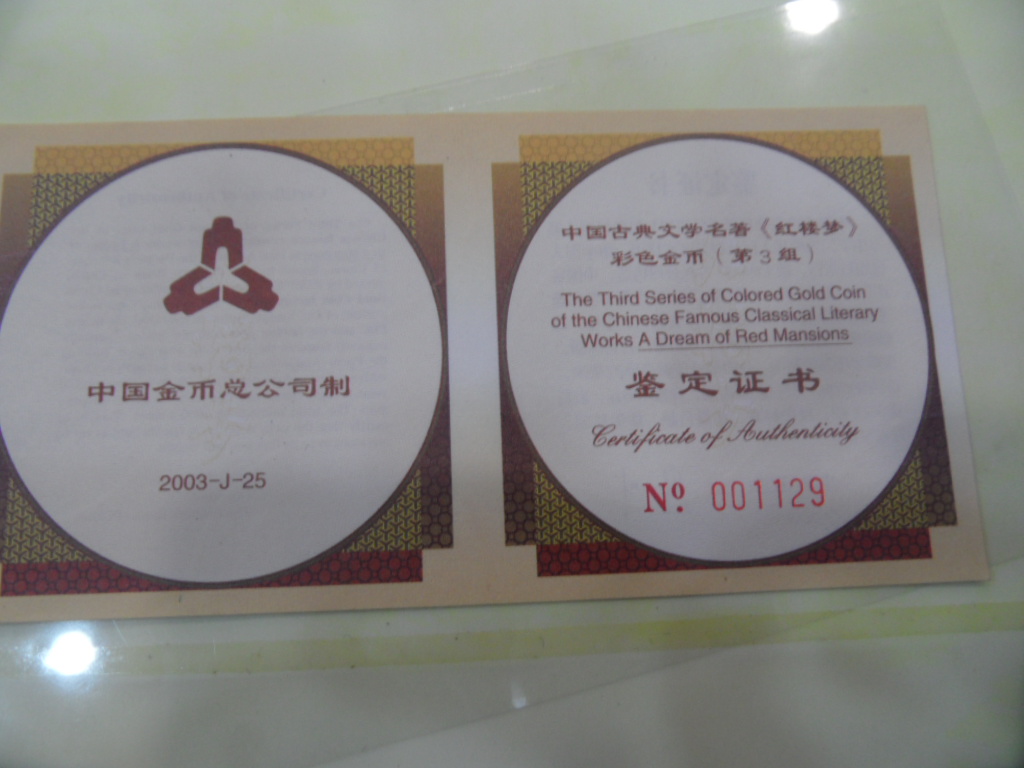 中国金币总公司制
2003-J-25
中国古典文学名著《红楼梦》
彩色金币（第3组）
The Third Series of Colored Gold Coin
of the Chinese Famous Classical Literary
Works A Dream of Red Mansions
鉴定证书
Certificate of Authenticity
Nº 001129